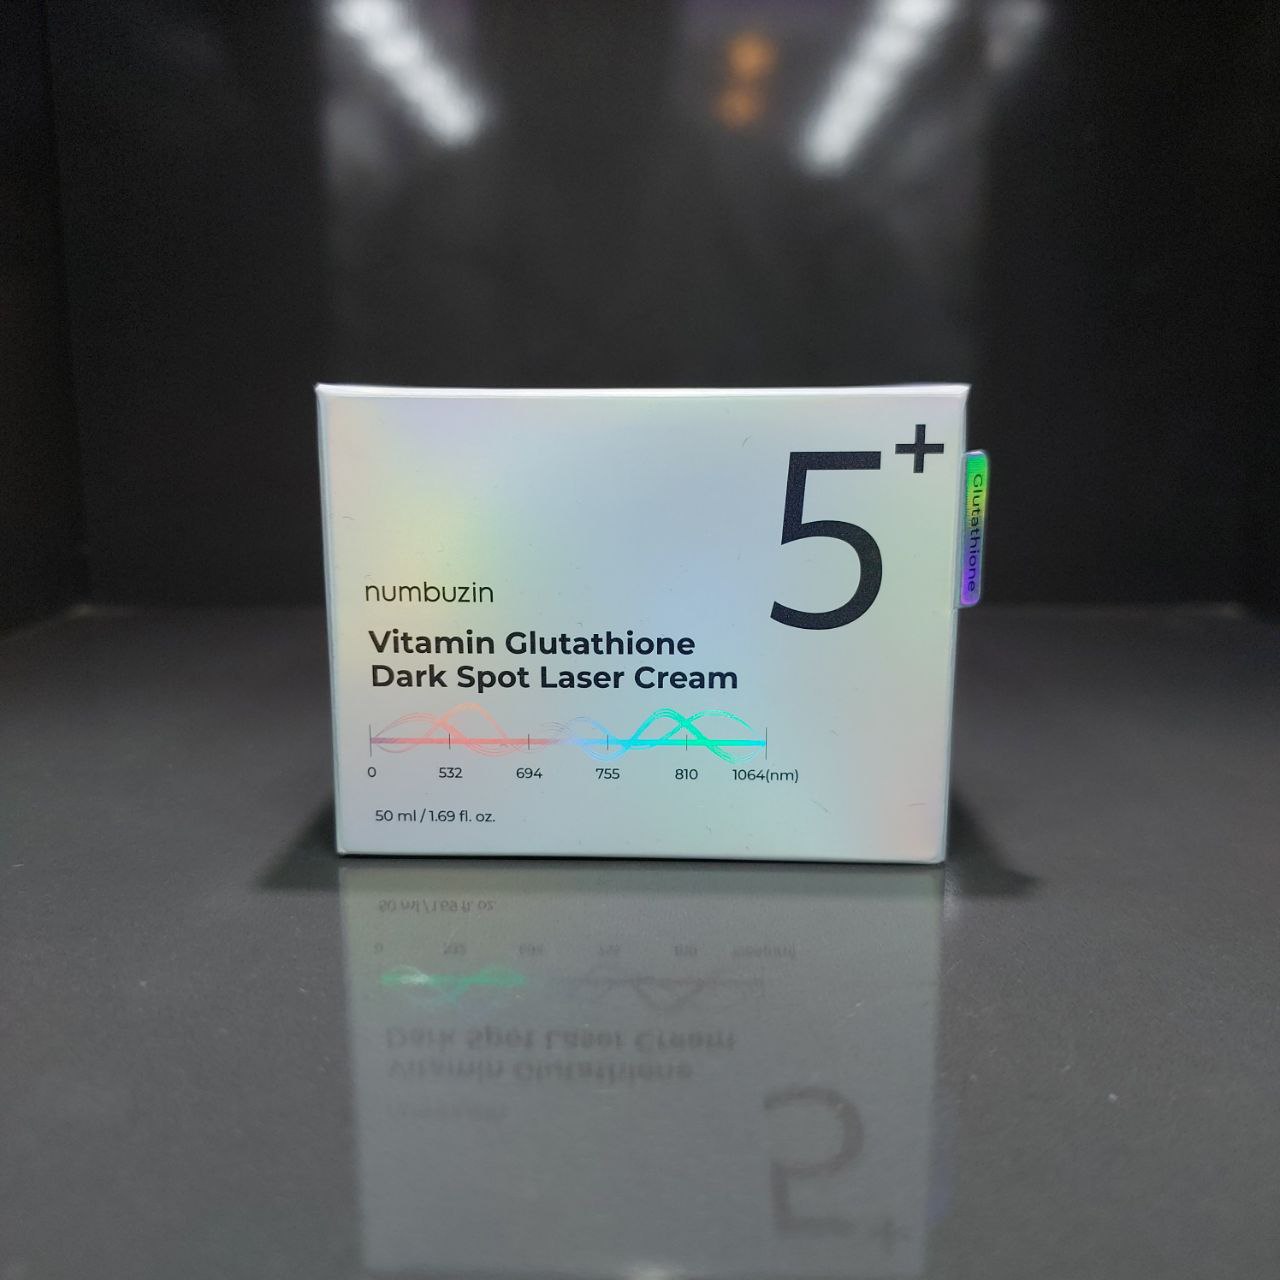 5+
Glutathione
numbuzin
Vitamin Glutathione
Dark Spot Laser Cream
0 532 694 755 810 1064(nm)
50 ml / 1.69 fl. oz.